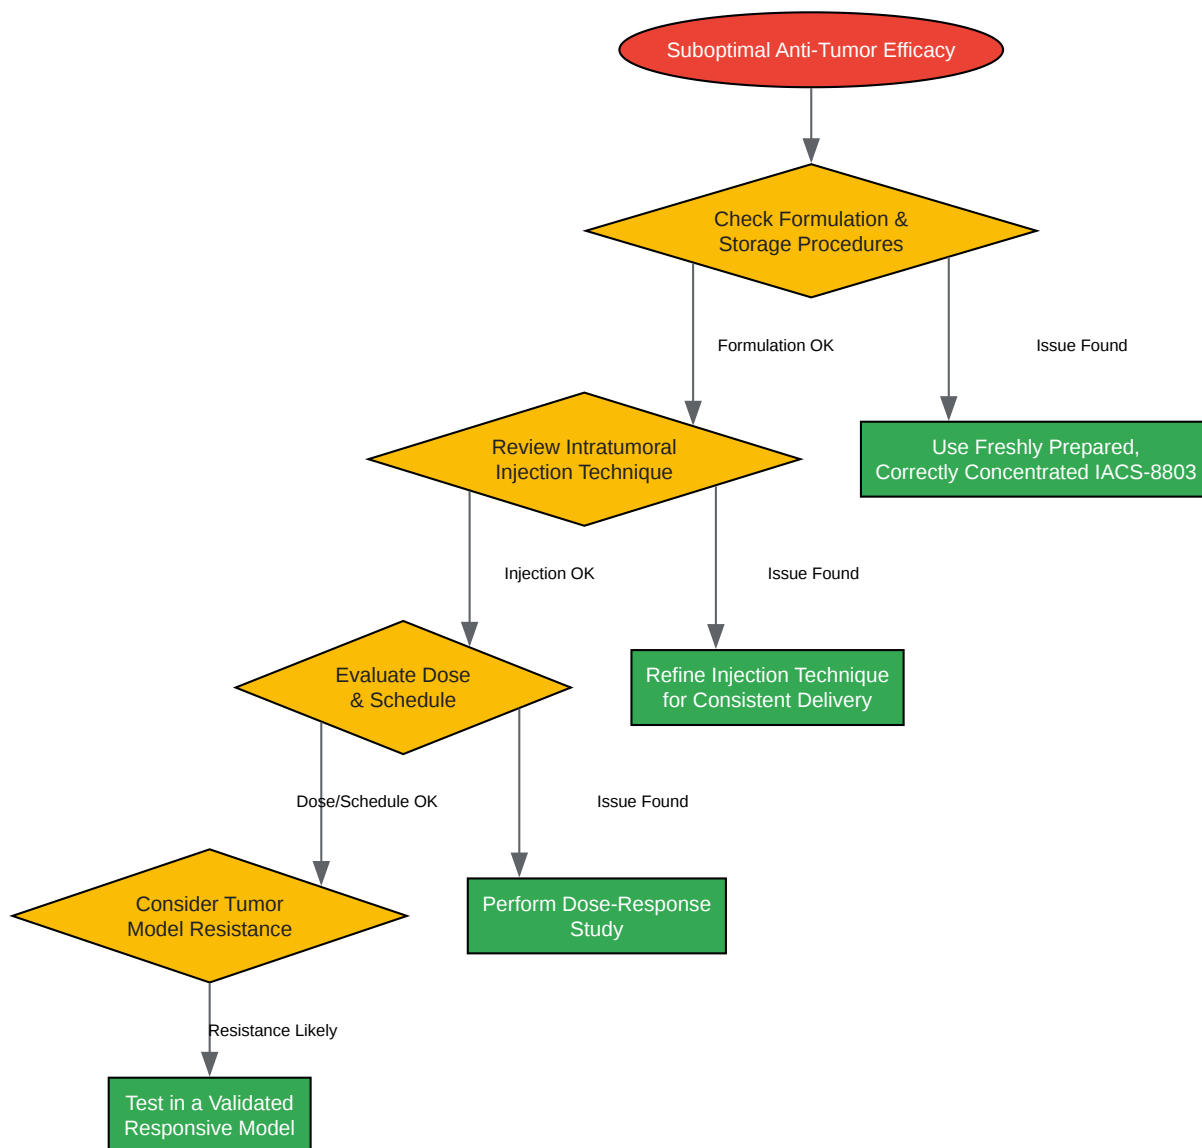 Suboptimal Anti-Tumor Efficacy
Check Formulation &
Storage Procedures
Formulation OK
Issue Found
Review Intratumoral
Injection Technique
Use Freshly Prepared,
Correctly Concentrated IACS-8803
Injection OK
Issue Found
Evaluate Dose
& Schedule
Refine Injection Technique
for Consistent Delivery
Dose/Schedule OK
Issue Found
Consider Tumor
Model Resistance
Perform Dose-Response
Study
Resistance Likely
Test in a Validated
Responsive Model